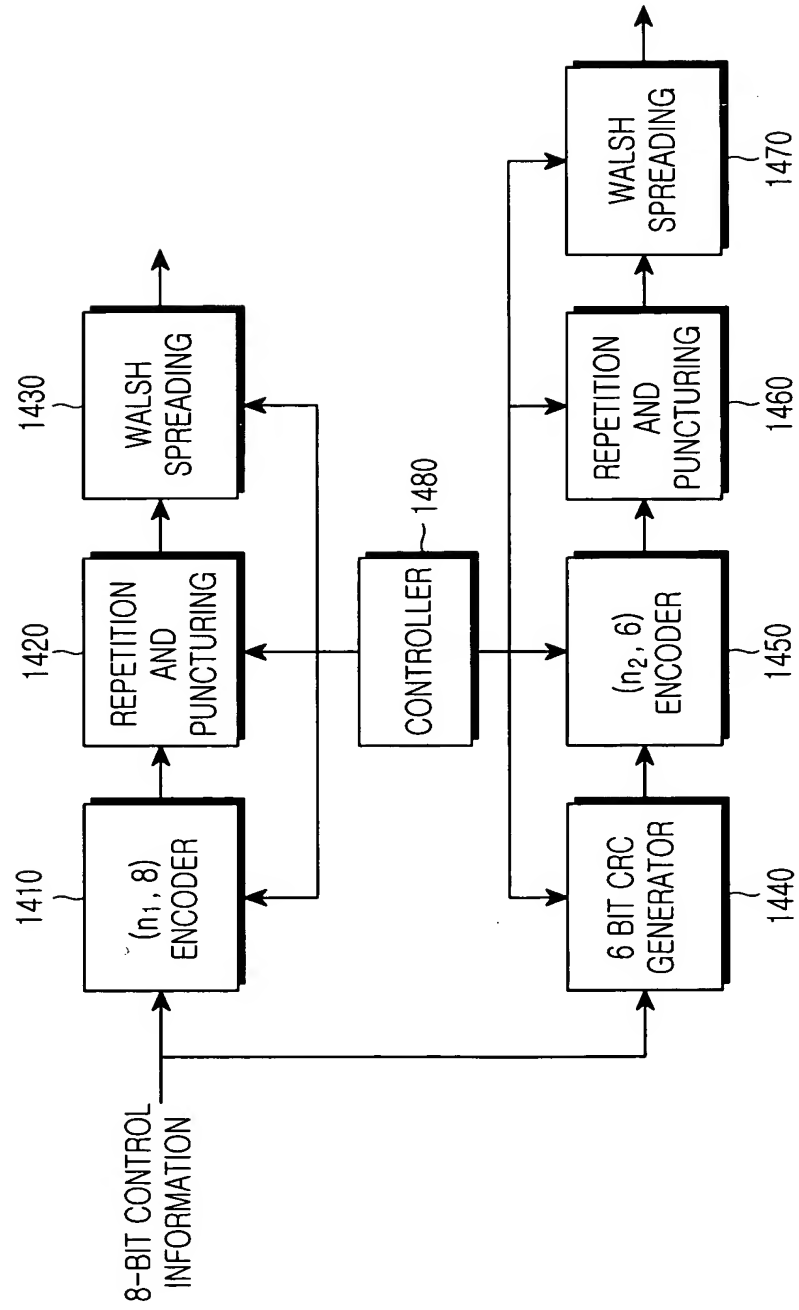 8-BIT CONTROL
INFORMATION
1410
(n1, 8)
ENCODER
1420
REPETITION
AND
PUNCTURING
1430
WALSH
SPREADING
CONTROLLER
1480
6 BIT CRC
GENERATOR
1440
(n2, 6)
ENCODER
1450
REPETITION
AND
PUNCTURING
1460
WALSH
SPREADING
1470